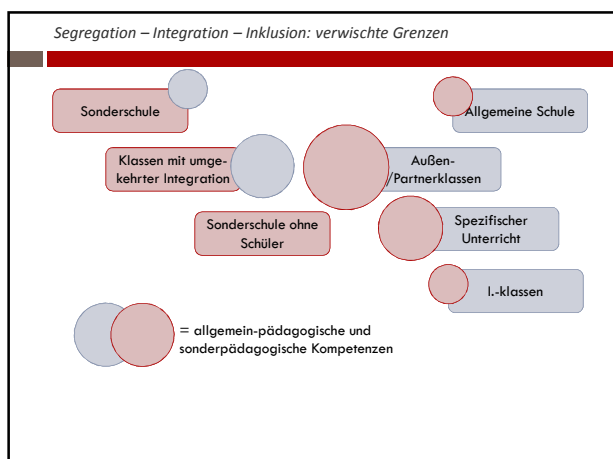 Segregation – Integration – Inklusion: verwischte Grenzen
Sonderschule
Allgemeine Schule
Klassen mit umge-
kehrter Integration
Außen-
/Partnerklassen
Sonderschule ohne
Schüler
Spezifischer
Unterricht
I.-klassen
= allgemein-pädagogische und
sonderpädagogische Kompetenzen